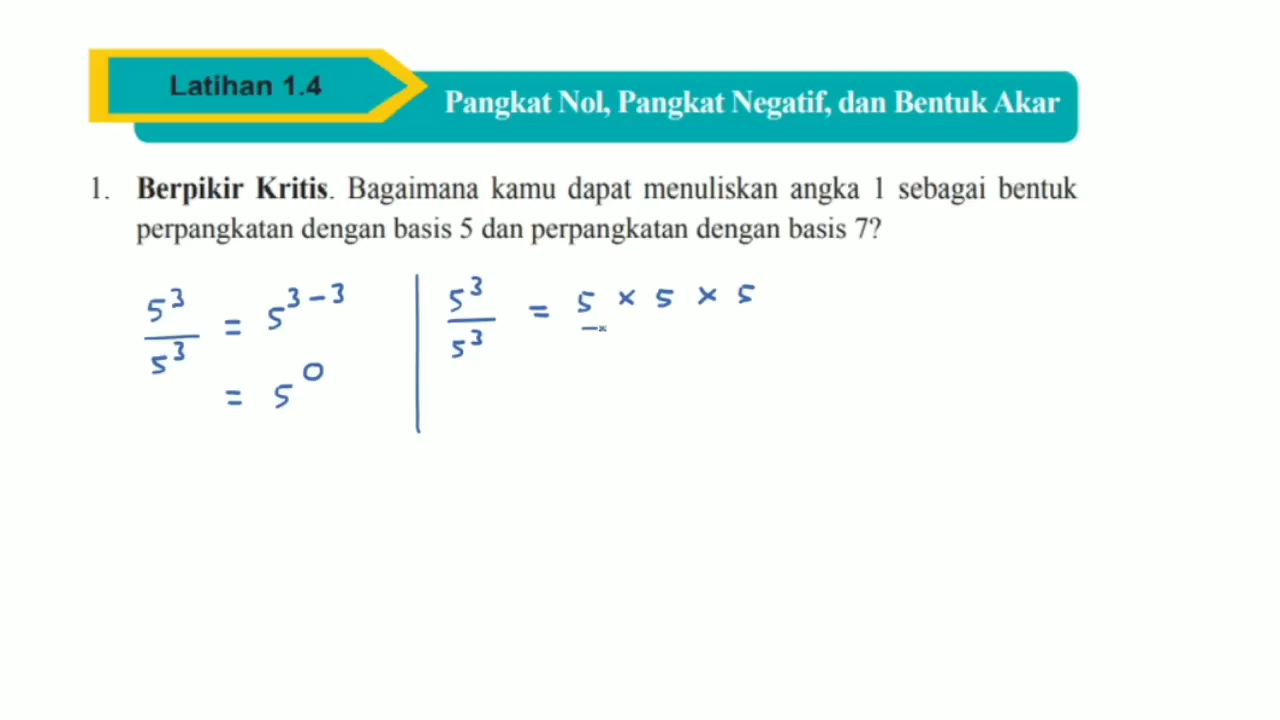 Latihan 1.4
Pangkat Nol, Pangkat Negatif, dan Bentuk Akar
1. Berpikir Kritis. Bagaimana kamu dapat menuliskan angka 1 sebagai bentuk
perpangkatan dengan basis 5 dan perpangkatan dengan basis 7?
5³/5³ = 5³⁻³
= 5⁰
5³/5³ = 5 × 5 × 5